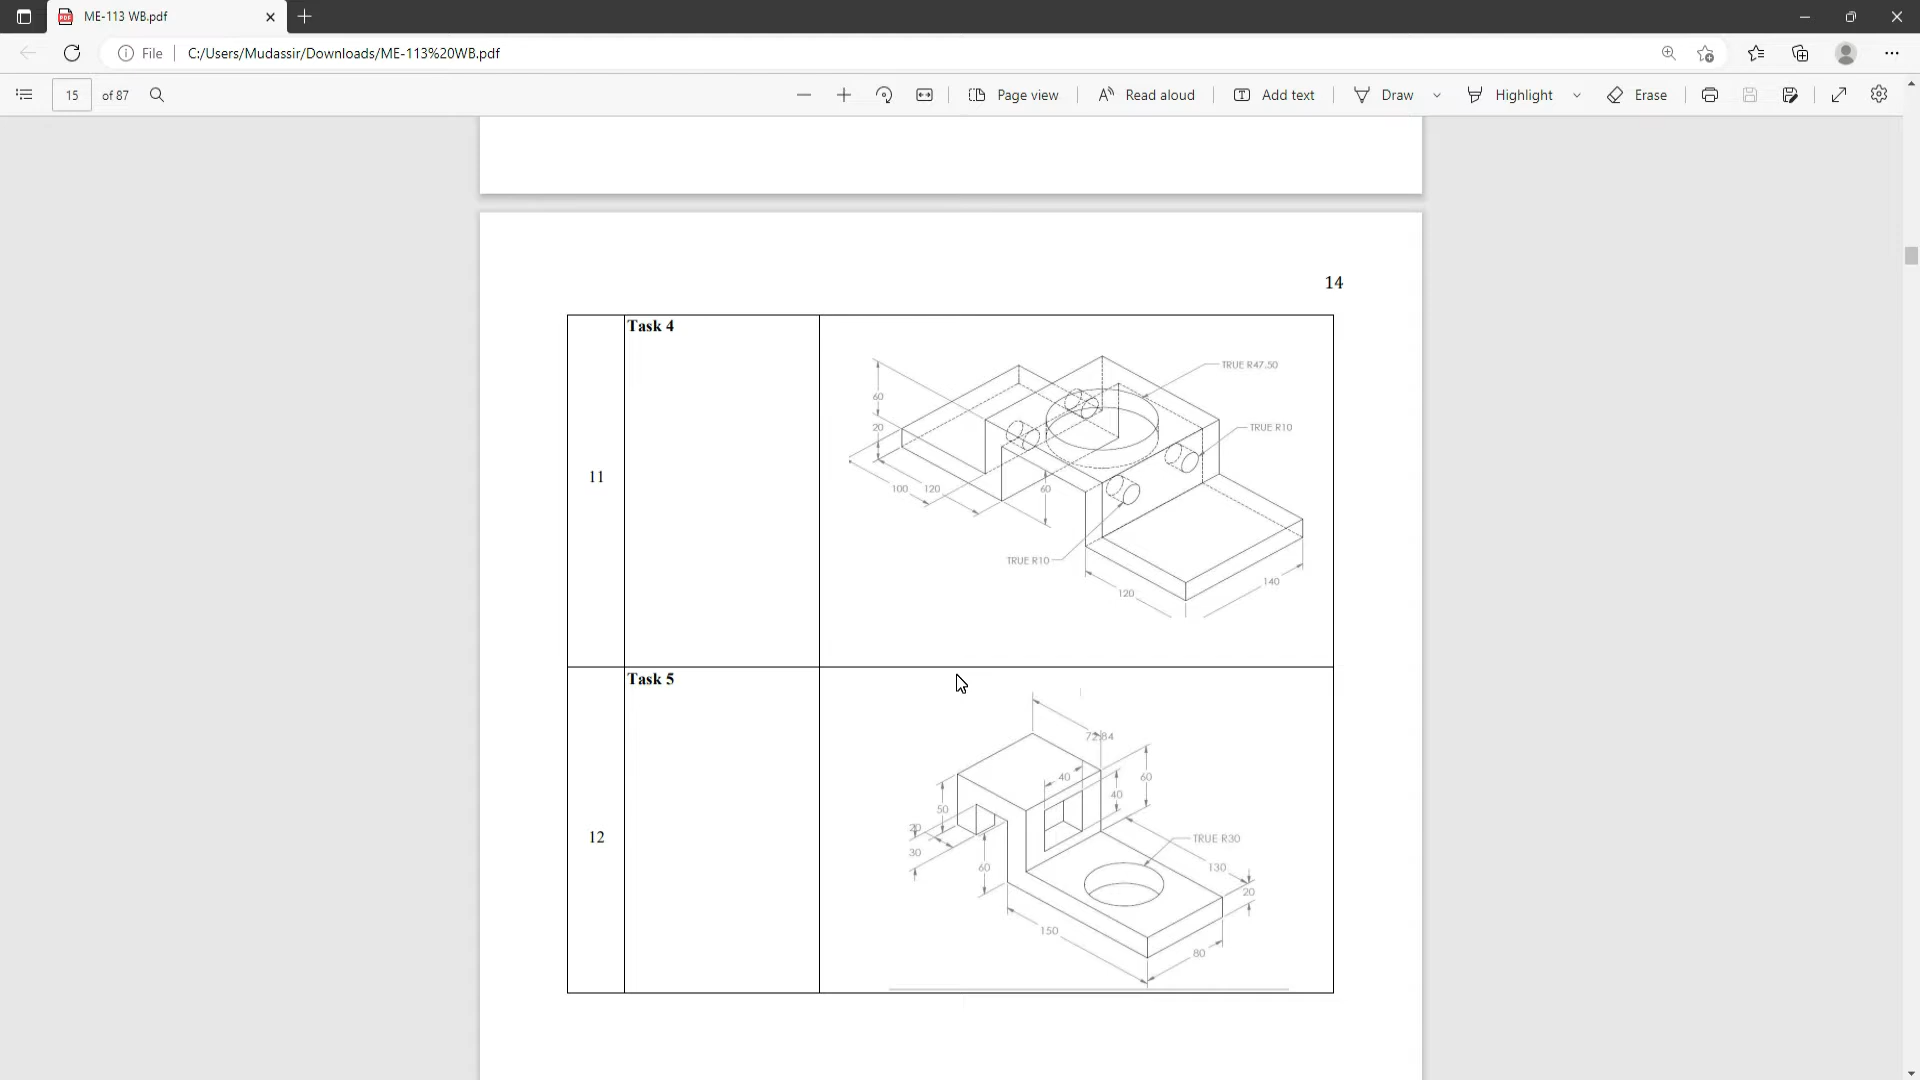 ME-113 WB.pdf
File C:/Users/Mudassir/Downloads/ME-113%20WB.pdf
15 of 87 Page view Read aloud Add text Draw Highlight Erase
14
11 Task 4
TRUE R47.50
60
20
TRUE R10
100 120 60
TRUE R10
120 140
12 Task 5
72.84
40 60
50 40
20
30 60
TRUE R30
130
20
150 80